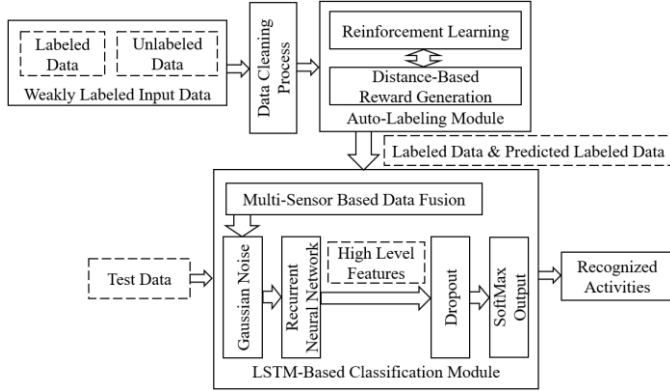 Labeled
Data
Unlabeled
Data
Weakly Labeled Input Data
Data Cleaning
Process
Reinforcement Learning
Distance-Based
Reward Generation
Auto-Labeling Module
Labeled Data & Predicted Labeled Data
Multi-Sensor Based Data Fusion
Test Data
Gaussian Noise
Recurrent
Neural Network
High Level
Features
Dropout
SoftMax
Output
LSTM-Based Classification Module
Recognized
Activities